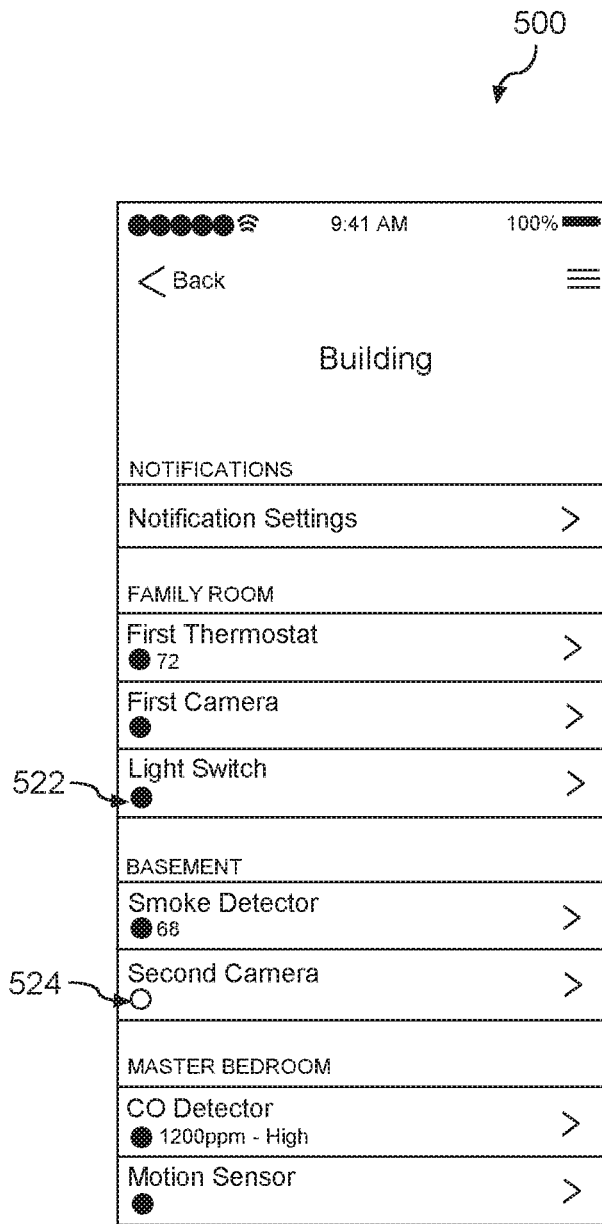 500
9:41 AM 100%
< Back
Building
NOTIFICATIONS
Notification Settings >
FAMILY ROOM
First Thermostat >
72
First Camera >
522 Light Switch >
BASEMENT
Smoke Detector >
68
524 Second Camera >
MASTER BEDROOM
CO Detector >
1200ppm - High
Motion Sensor >